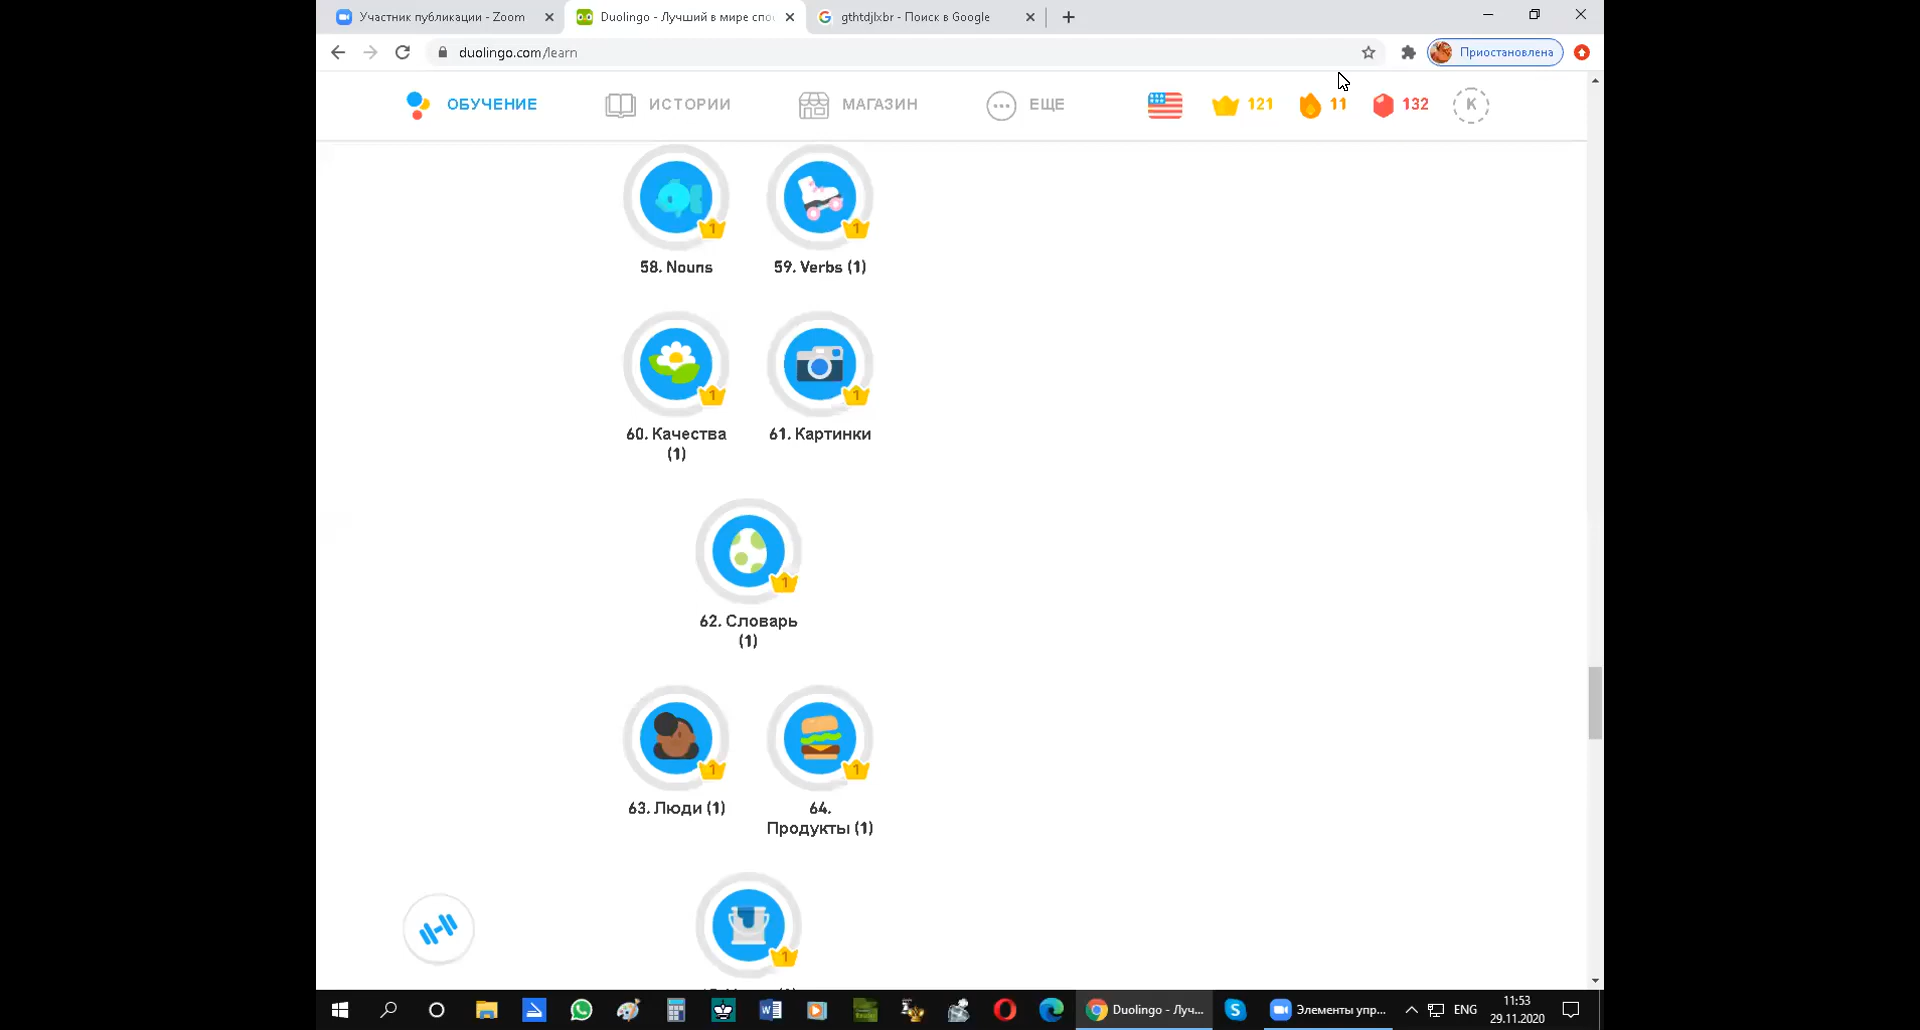 Участник публикации - Zoom
Duolingo - Лучший в мире спо
gthtdjlxbr - Поиск в Google
duolingo.com/learn
Приостановлена
ОБУЧЕНИЕ
ИСТОРИИ
МАГАЗИН
ЕЩЕ
121
11
132
K
1
1
58. Nouns
59. Verbs (1)
1
1
60. Качества
(1)
61. Картинки
1
62. Словарь
(1)
1
1
63. Люди (1)
64.
Продукты (1)
1
Duolingo - Луч...
Элементы упр...
ENG
11:53
29.11.2020